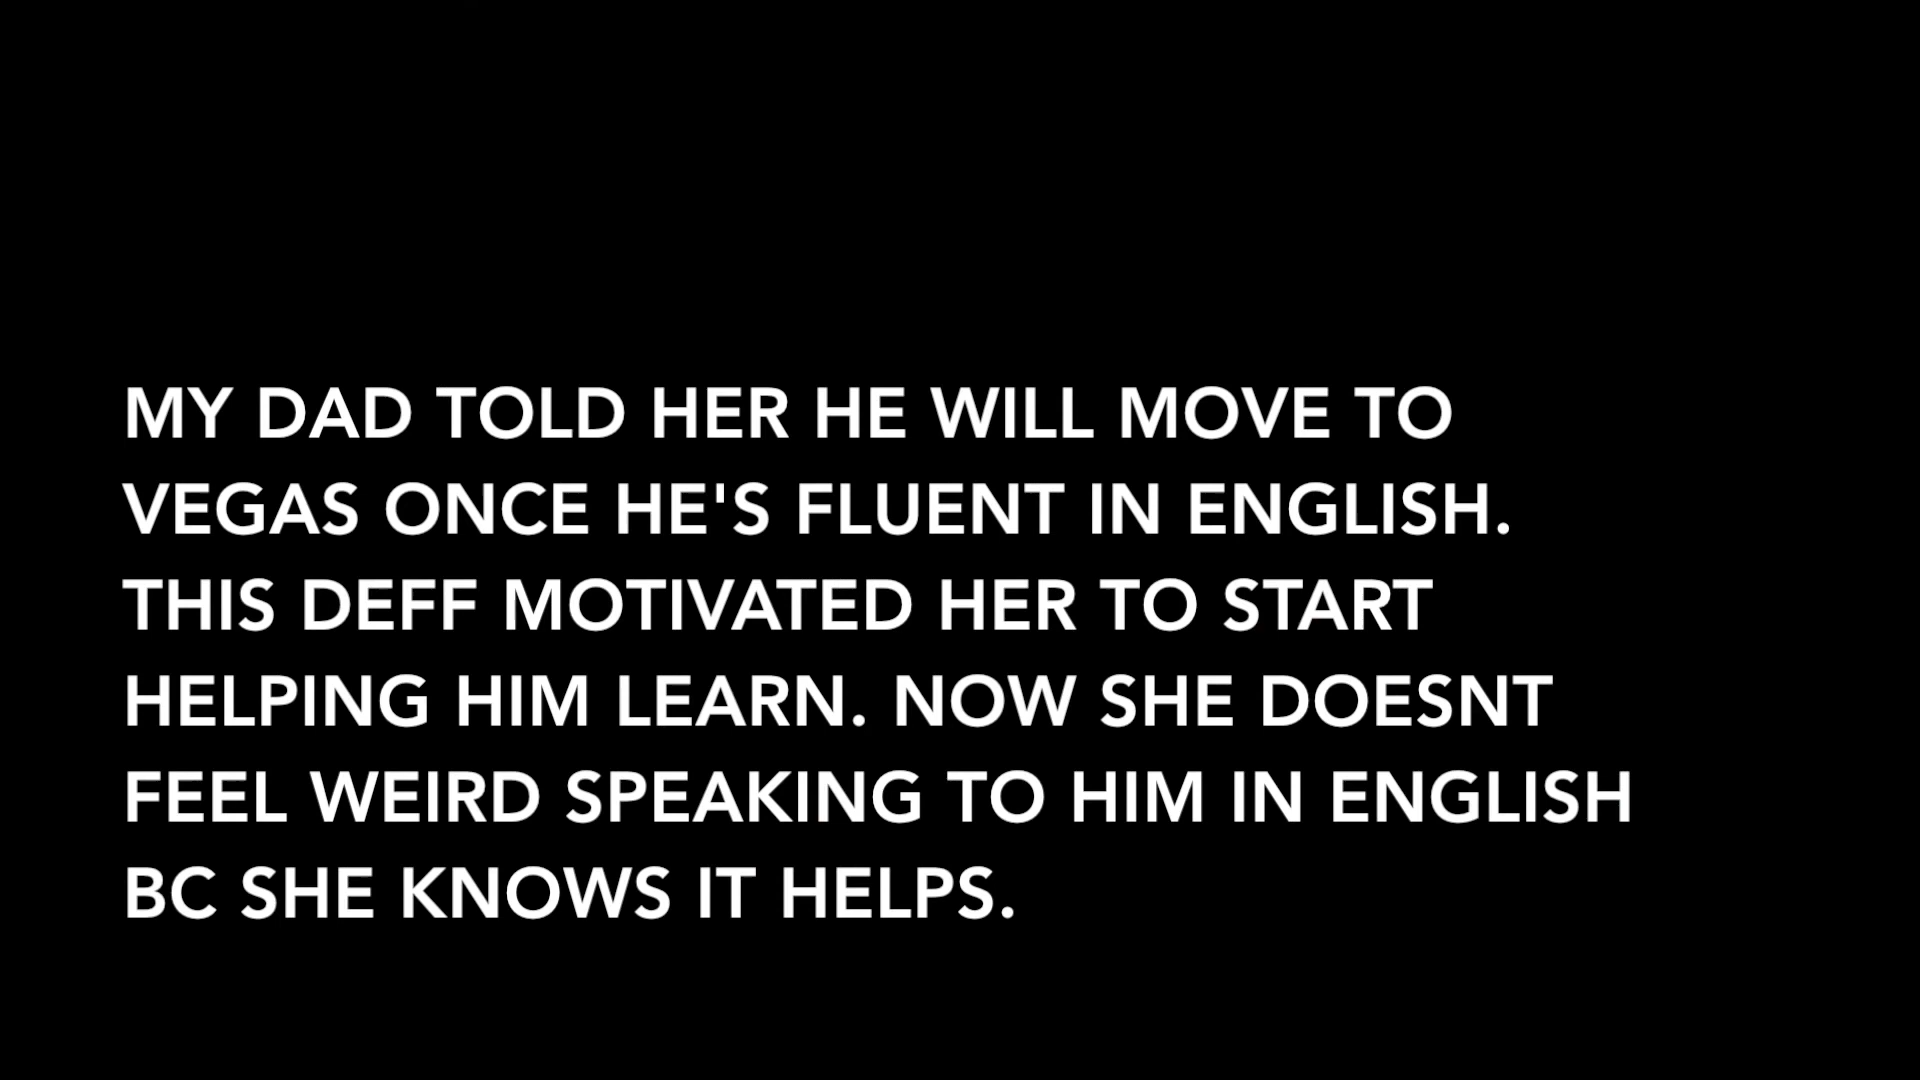 MY DAD TOLD HER HE WILL MOVE TO
VEGAS ONCE HE'S FLUENT IN ENGLISH.
THIS DEFF MOTIVATED HER TO START
HELPING HIM LEARN. NOW SHE DOESNT
FEEL WEIRD SPEAKING TO HIM IN ENGLISH
BC SHE KNOWS IT HELPS.